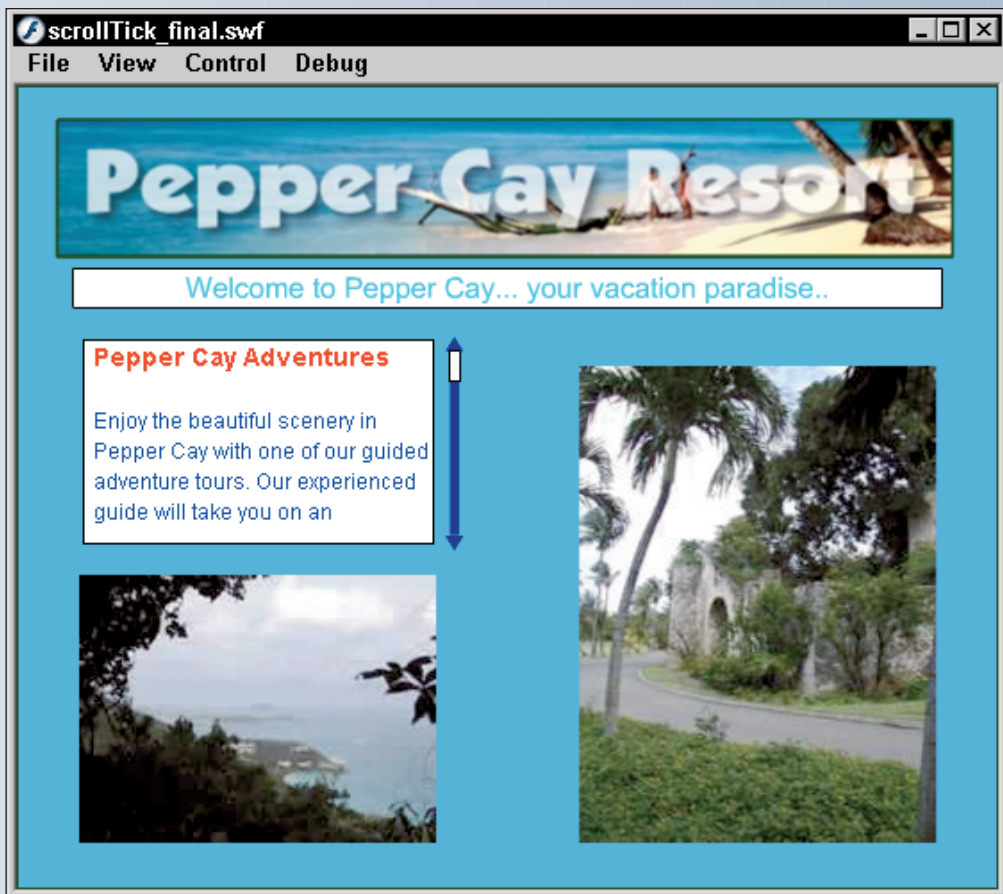 scrollTick_final.swf
File View Control Debug
Pepper Cay Resort
Welcome to Pepper Cay... your vacation paradise..
Pepper Cay Adventures
Enjoy the beautiful scenery in
Pepper Cay with one of our guided
adventure tours. Our experienced
guide will take you on an